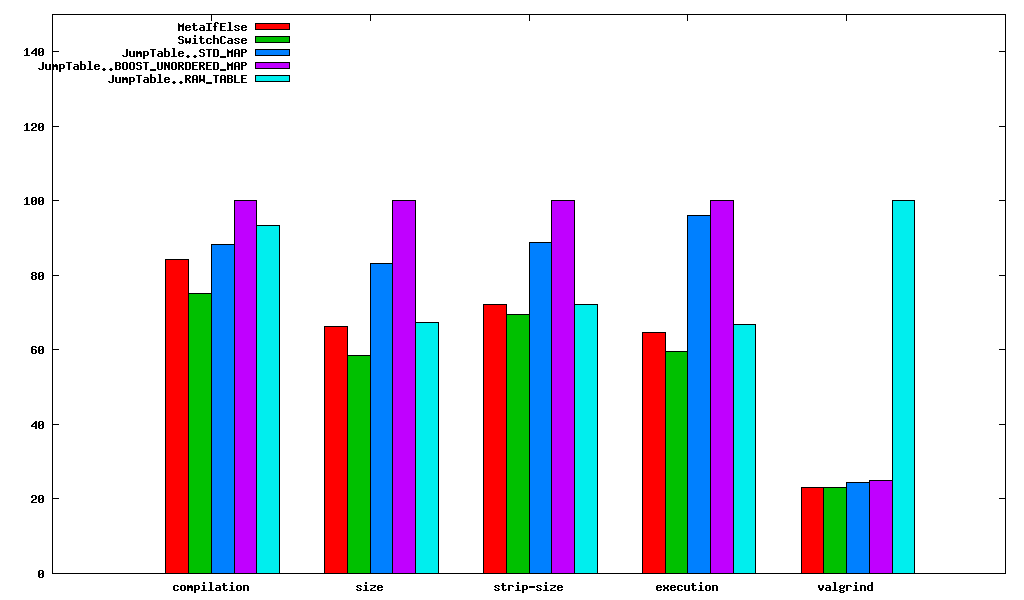 MetaIfElse
SwitchCase
JumpTable..STD_MAP
JumpTable..BOOST_UNORDERED_MAP
JumpTable..RAW_TABLE
140
120
100
80
60
40
20
0
compilation size strip-size execution valgrind